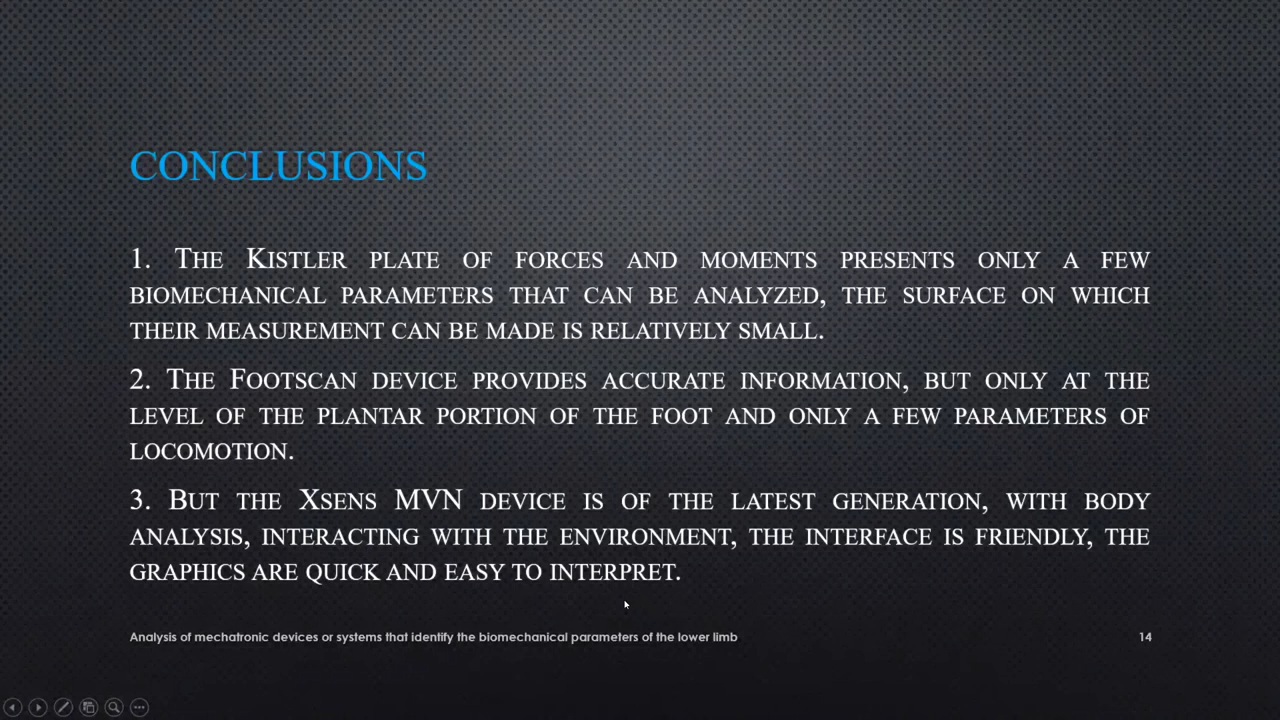 CONCLUSIONS
1. THE KISTLER PLATE OF FORCES AND MOMENTS PRESENTS ONLY A FEW
BIOMECHANICAL PARAMETERS THAT CAN BE ANALYZED, THE SURFACE ON WHICH
THEIR MEASUREMENT CAN BE MADE IS RELATIVELY SMALL.
2. THE FOOTSCAN DEVICE PROVIDES ACCURATE INFORMATION, BUT ONLY AT THE
LEVEL OF THE PLANTAR PORTION OF THE FOOT AND ONLY A FEW PARAMETERS OF
LOCOMOTION.
3. BUT THE XSENS MVN DEVICE IS OF THE LATEST GENERATION, WITH BODY
ANALYSIS, INTERACTING WITH THE ENVIRONMENT, THE INTERFACE IS FRIENDLY, THE
GRAPHICS ARE QUICK AND EASY TO INTERPRET.
Analysis of mechatronic devices or systems that identify the biomechanical parameters of the lower limb 14